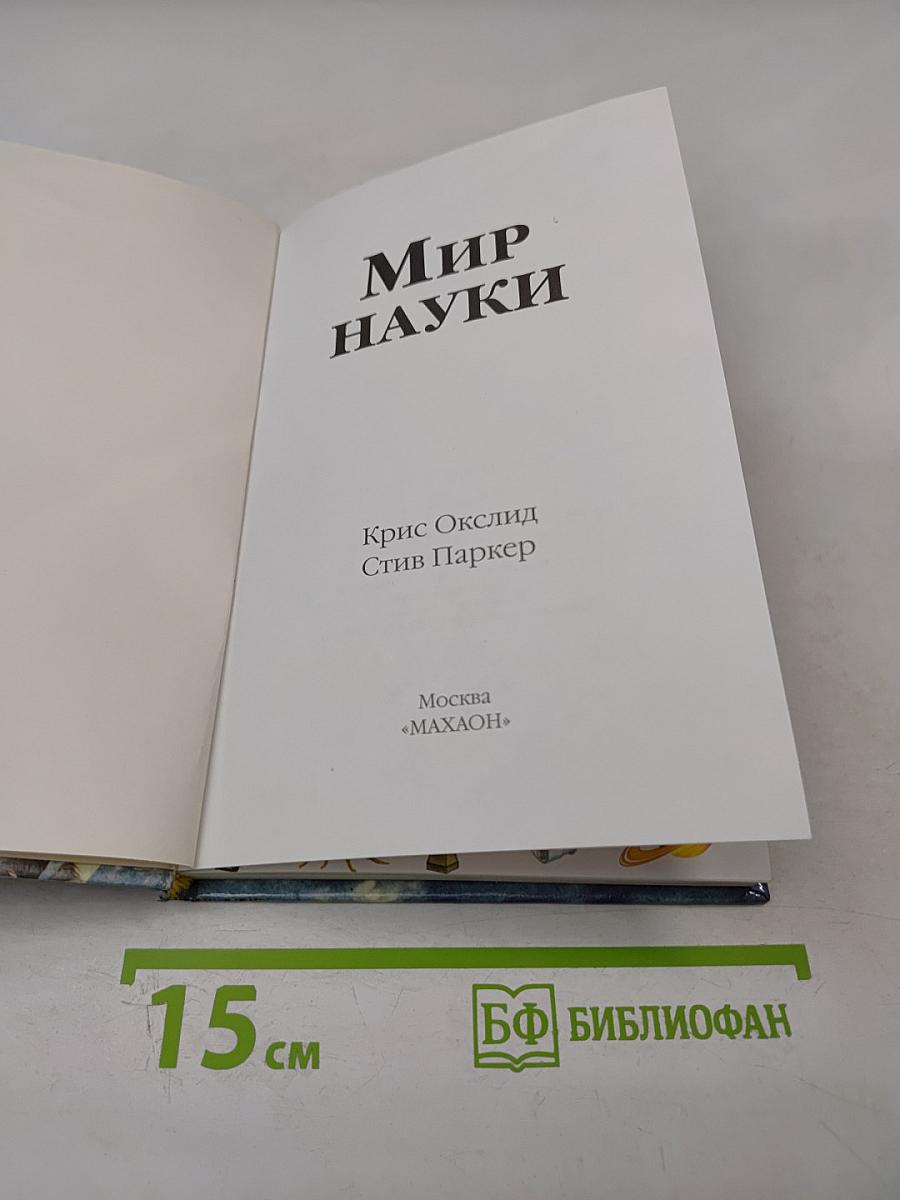 Мир
науки
Крис Окслид
Стив Паркер
Москва
«МАХАОН»
15 см
БФ БИБЛИОФАН